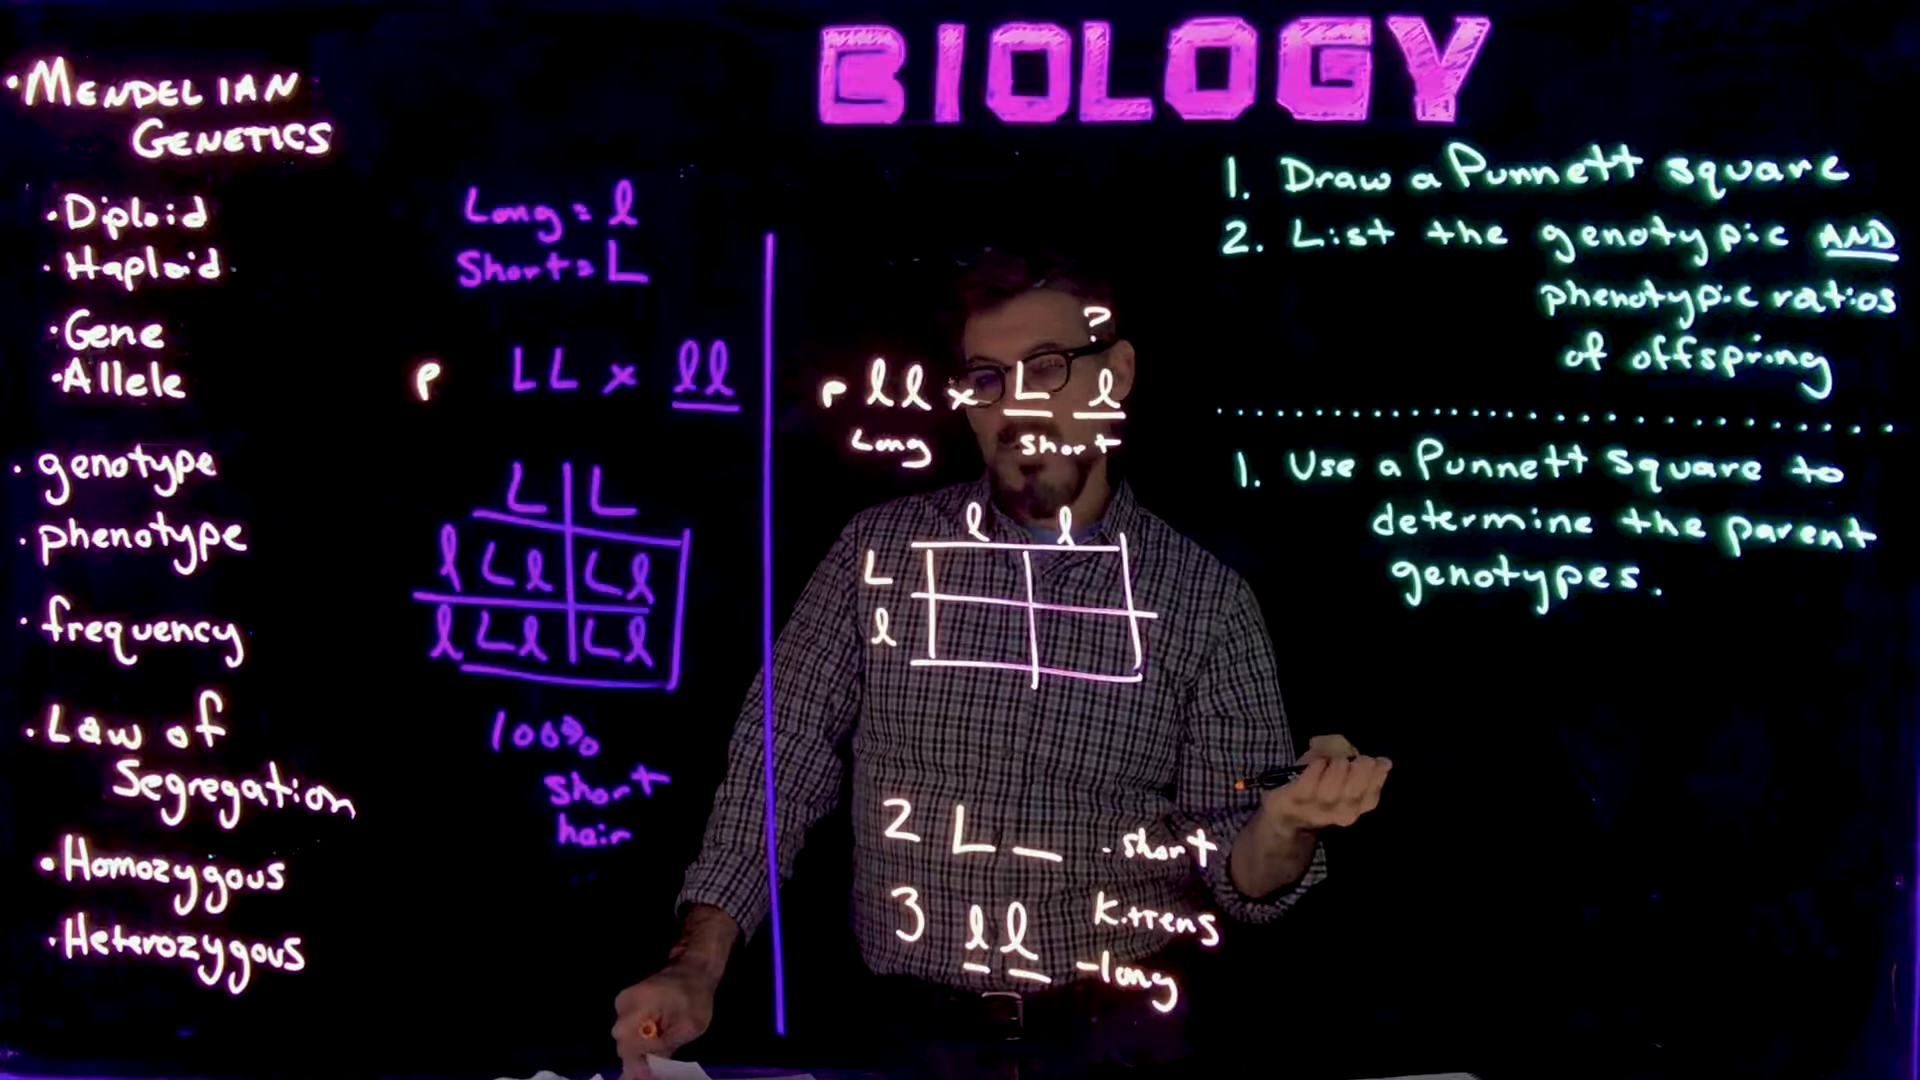 BIOLOGY
• MENDELIAN
GENETICS
• Diploid
• Haploid
• Gene
• Allele
• genotype
• phenotype
• frequency
• Law of
Segregation
• Homozygous
• Heterozygous
Long = l
Short = L
P LL x ll
L L
l Ll Ll
l Ll Ll
100%
short
hair
?
P ll x L l
Long short
l l
L
l
2 L _ - short
3 ll kittens
- long
1. Draw a Punnett square
2. List the genotypic AND
phenotypic ratios
of offspring
1. Use a Punnett square to
determine the parent
genotypes.